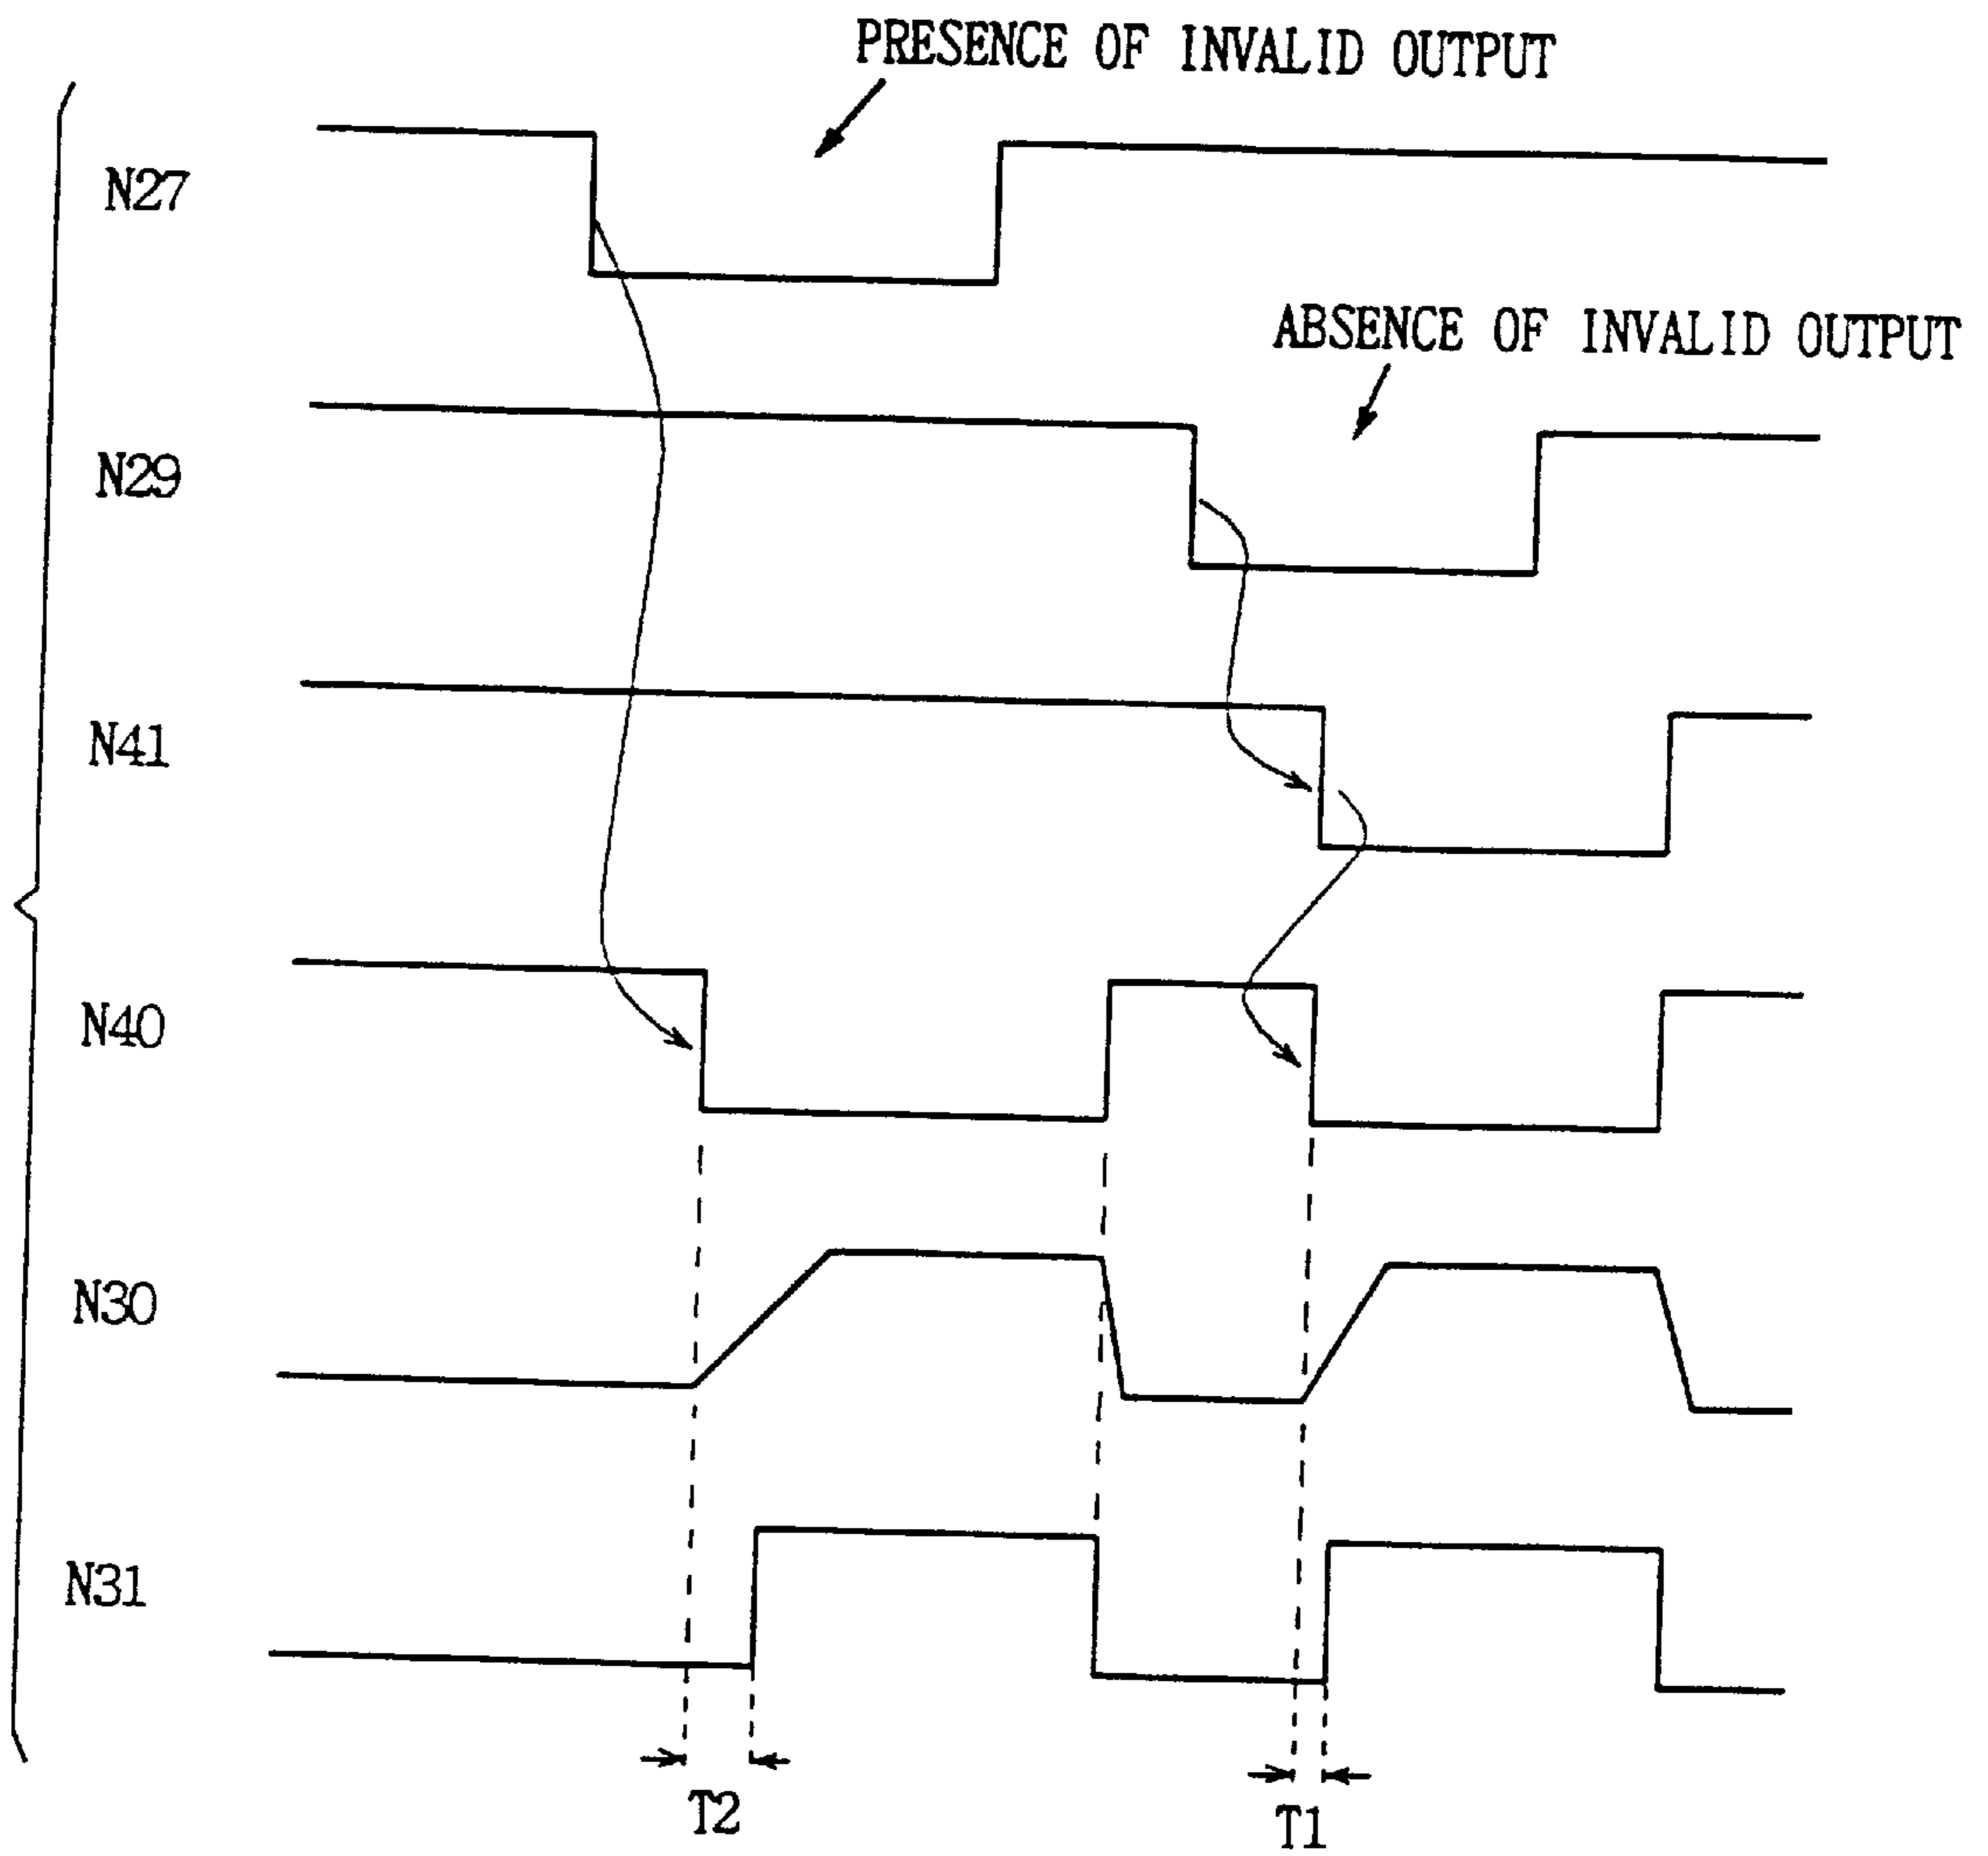 PRESENCE OF INVALID OUTPUT
N27
ABSENCE OF INVALID OUTPUT
N29
N41
N40
N30
N31
T2
T1